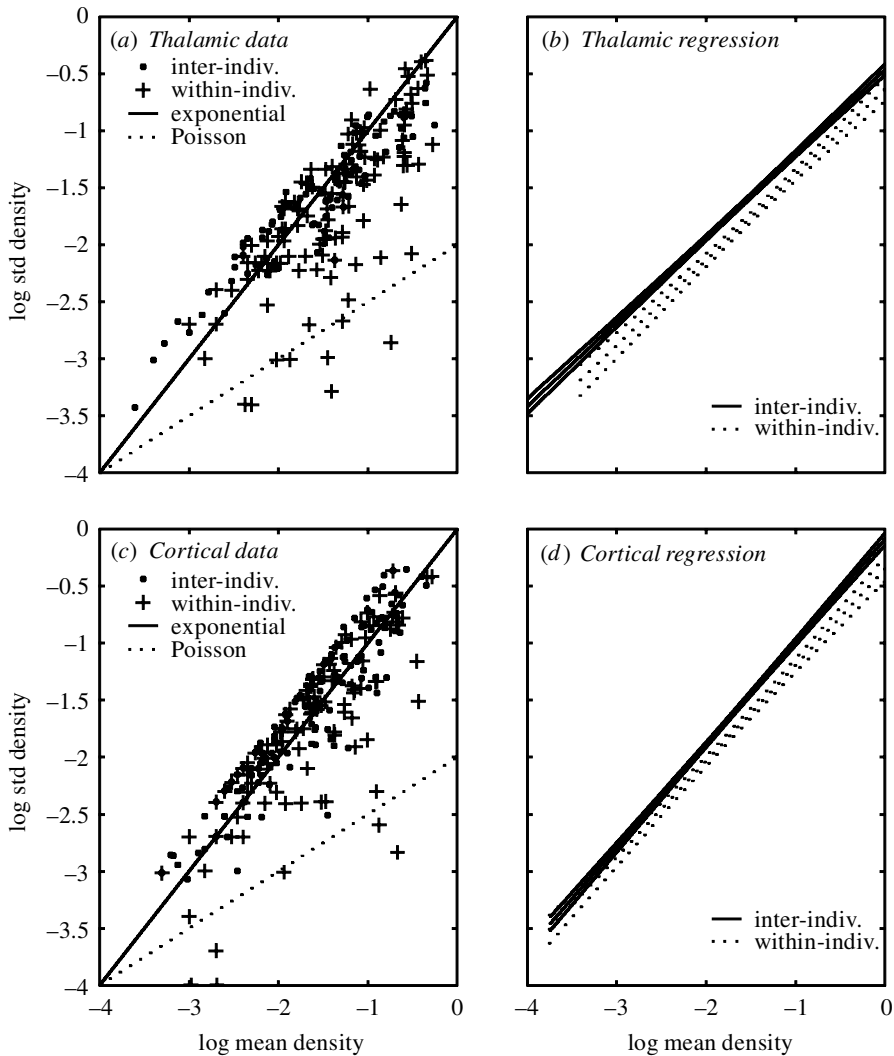 0
(a) Thalamic data
inter-indiv.
within-indiv.
exponential
Poisson
−0.5
−1
−1.5
−2
−2.5
−3
−3.5
−4
log std density
(b) Thalamic regression
inter-indiv.
within-indiv.
0
(c) Cortical data
inter-indiv.
within-indiv.
exponential
Poisson
−0.5
−1
−1.5
−2
−2.5
−3
−3.5
−4
log std density
−4 −3 −2 −1 0
log mean density
(d) Cortical regression
inter-indiv.
within-indiv.
−4 −3 −2 −1 0
log mean density